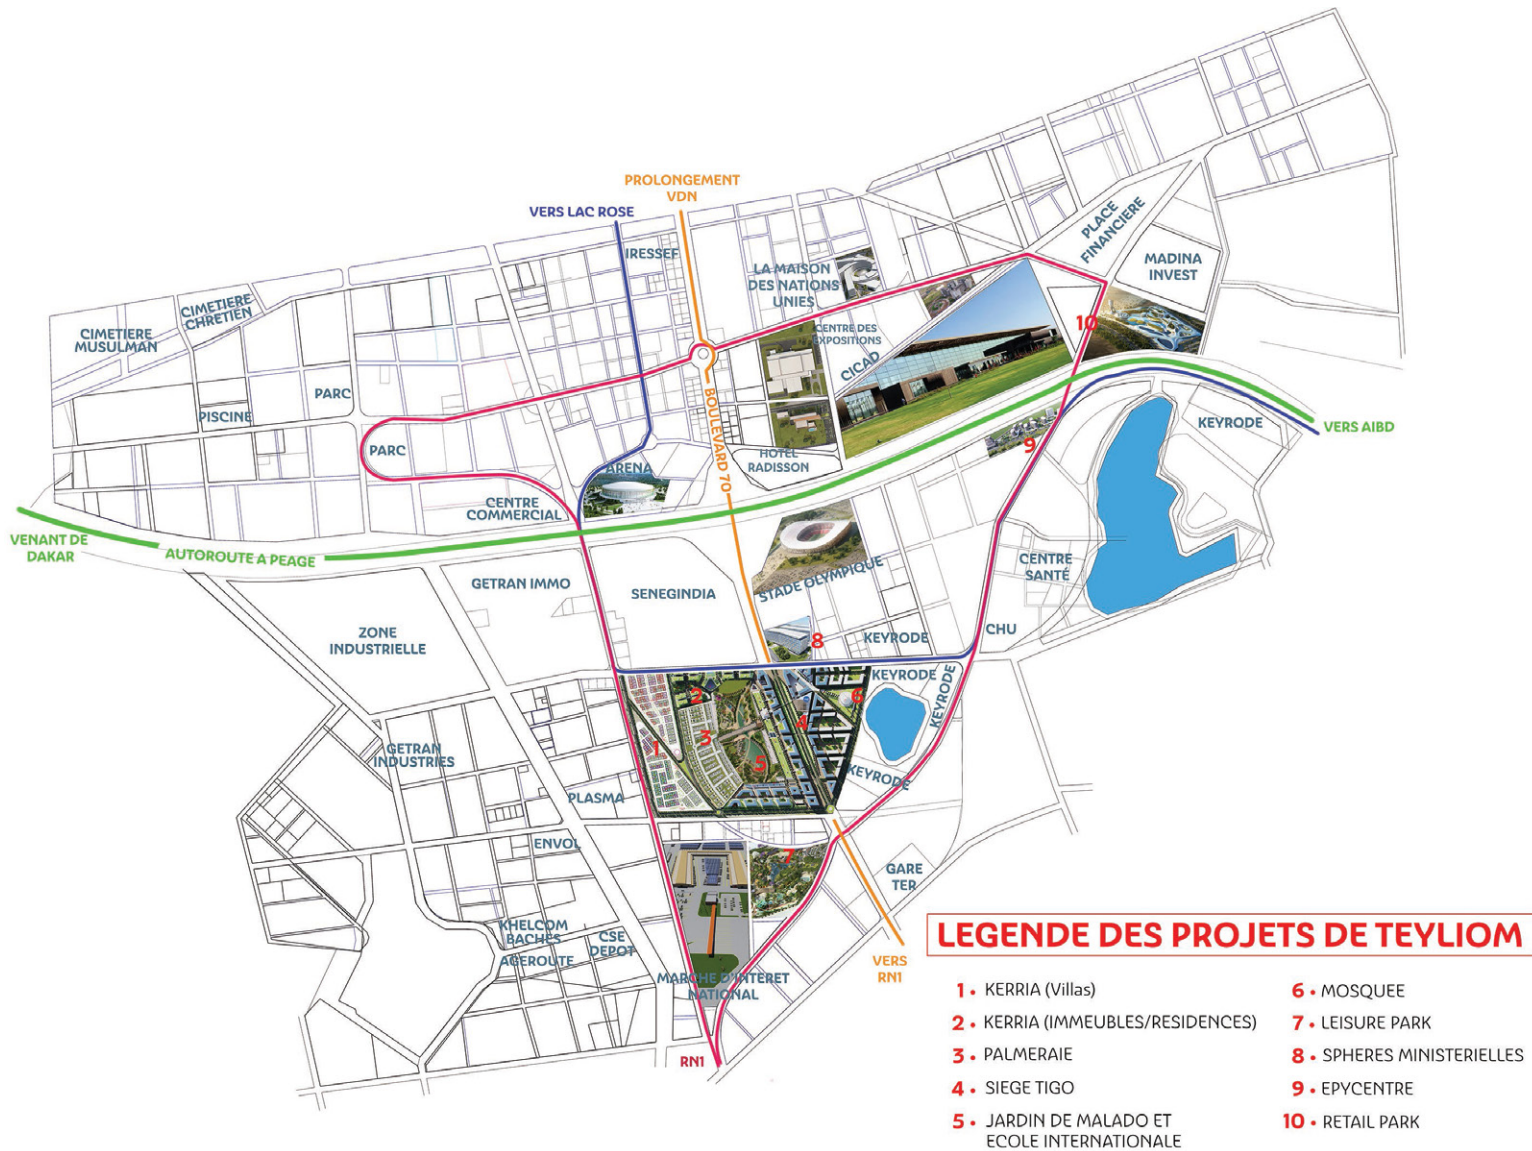 PROLONGEMENT
VDN
VERS LAC ROSE
IRESSEF
PLACE
FINANCIERE
MADINA
INVEST
LA MAISON
DES NATIONS
UNIES
CIMETIERE
CHRETIEN
CIMETIERE
MUSULMAN
CENTRE DES
EXPOSITIONS
CICAD
10
PARC
PISCINE
PARC
BOULEVARD 70
KEYRODE
VERS AIBD
9
HOTEL
RADISSON
ARENA
CENTRE
COMMERCIAL
VENANT DE
DAKAR
AUTOROUTE A PEAGE
GETRAN IMMO
SENEGINDIA
STADE OLYMPIQUE
CENTRE
SANTÉ
ZONE
INDUSTRIELLE
8
KEYRODE
CHU
KEYRODE
KEYRODE
2
6
4
1
3
5
KEYRODE
GETRAN
INDUSTRIES
PLASMA
ENVOL
7
GARE
TER
KHELCOM
BACHES
CSE
DEPOT
AGEROUTE
MARCHE D'INTERET
NATIONAL
VERS
RN1
RN1
LEGENDE DES PROJETS DE TEYLIOM
1 • KERRIA (Villas)
2 • KERRIA (IMMEUBLES/RESIDENCES)
3 • PALMERAIE
4 • SIEGE TIGO
5 • JARDIN DE MALADO ET
ECOLE INTERNATIONALE
6 • MOSQUEE
7 • LEISURE PARK
8 • SPHERES MINISTERIELLES
9 • EPYCENTRE
10 • RETAIL PARK